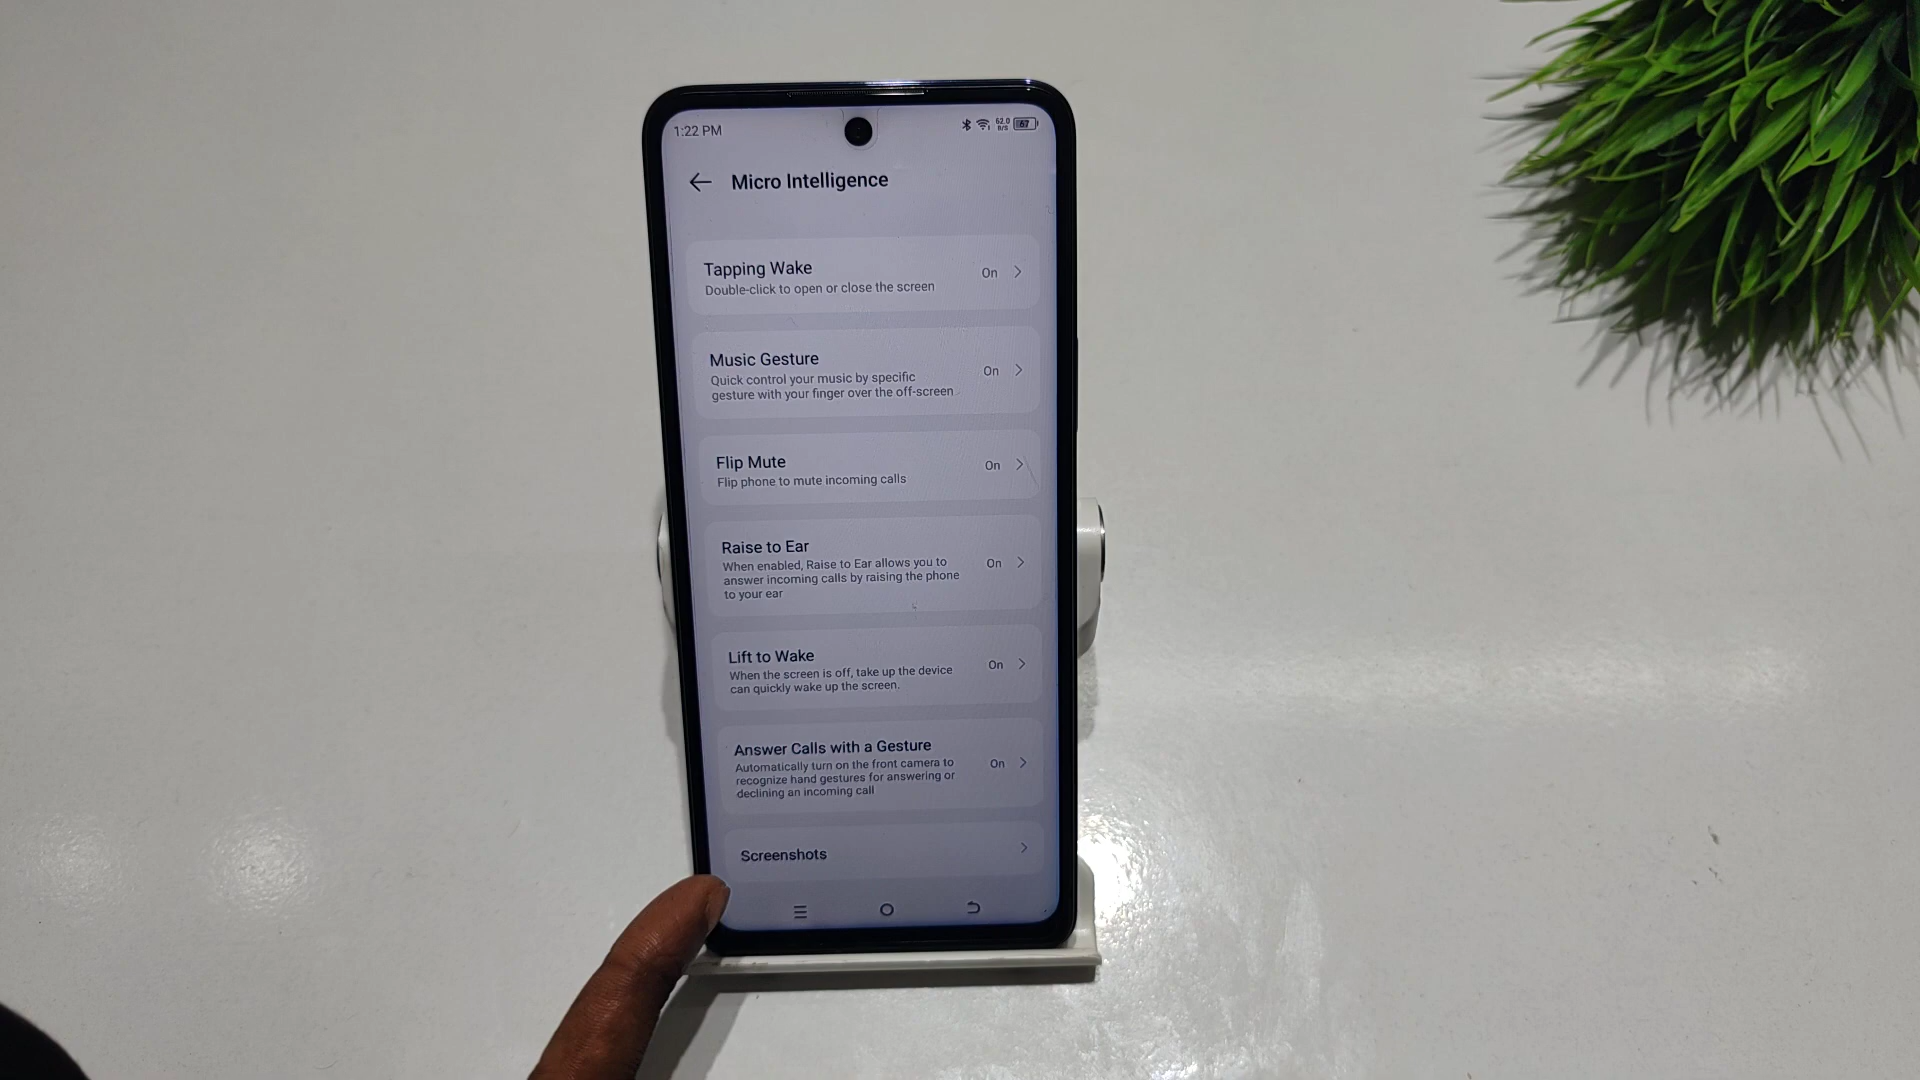 1:22 PM
62.0
B/S
67
Micro Intelligence
Tapping Wake
Double-click to open or close the screen
On
Music Gesture
Quick control your music by specific
gesture with your finger over the off-screen
On
Flip Mute
Flip phone to mute incoming calls
On
Raise to Ear
When enabled, Raise to Ear allows you to
answer incoming calls by raising the phone
to your ear
On
Lift to Wake
When the screen is off, take up the device
can quickly wake up the screen.
On
Answer Calls with a Gesture
Automatically turn on the front camera to
recognize hand gestures for answering or
declining an incoming call
On
Screenshots